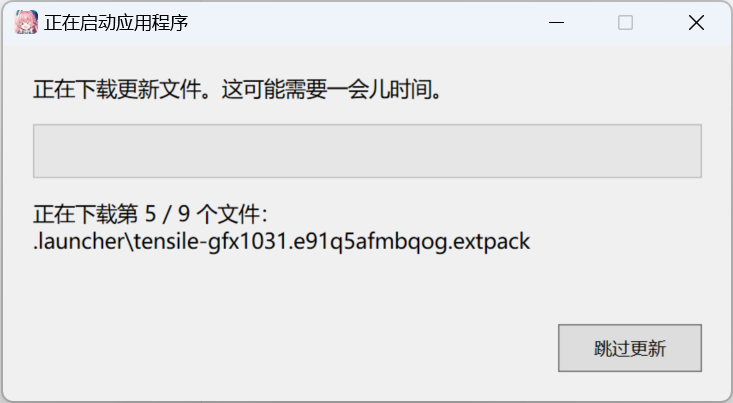 正在启动应用程序
正在下载更新文件。这可能需要一会儿时间。
正在下载第 5 / 9 个文件：
.launcher\tensile-gfx1031.e91q5afmbqog.extpack
跳过更新